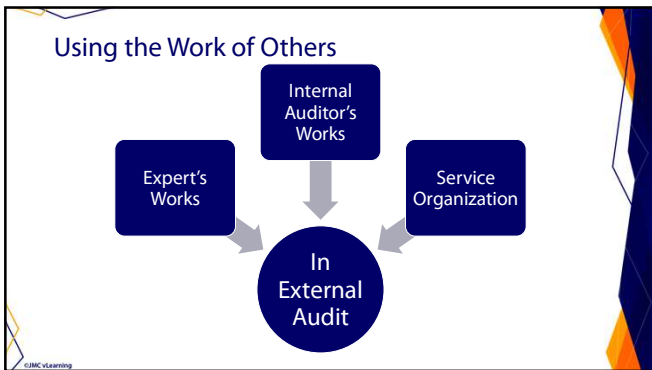 Using the Work of Others
Internal
Auditor's
Works
Expert's
Works
Service
Organization
In
External
Audit
©JMC vLearning